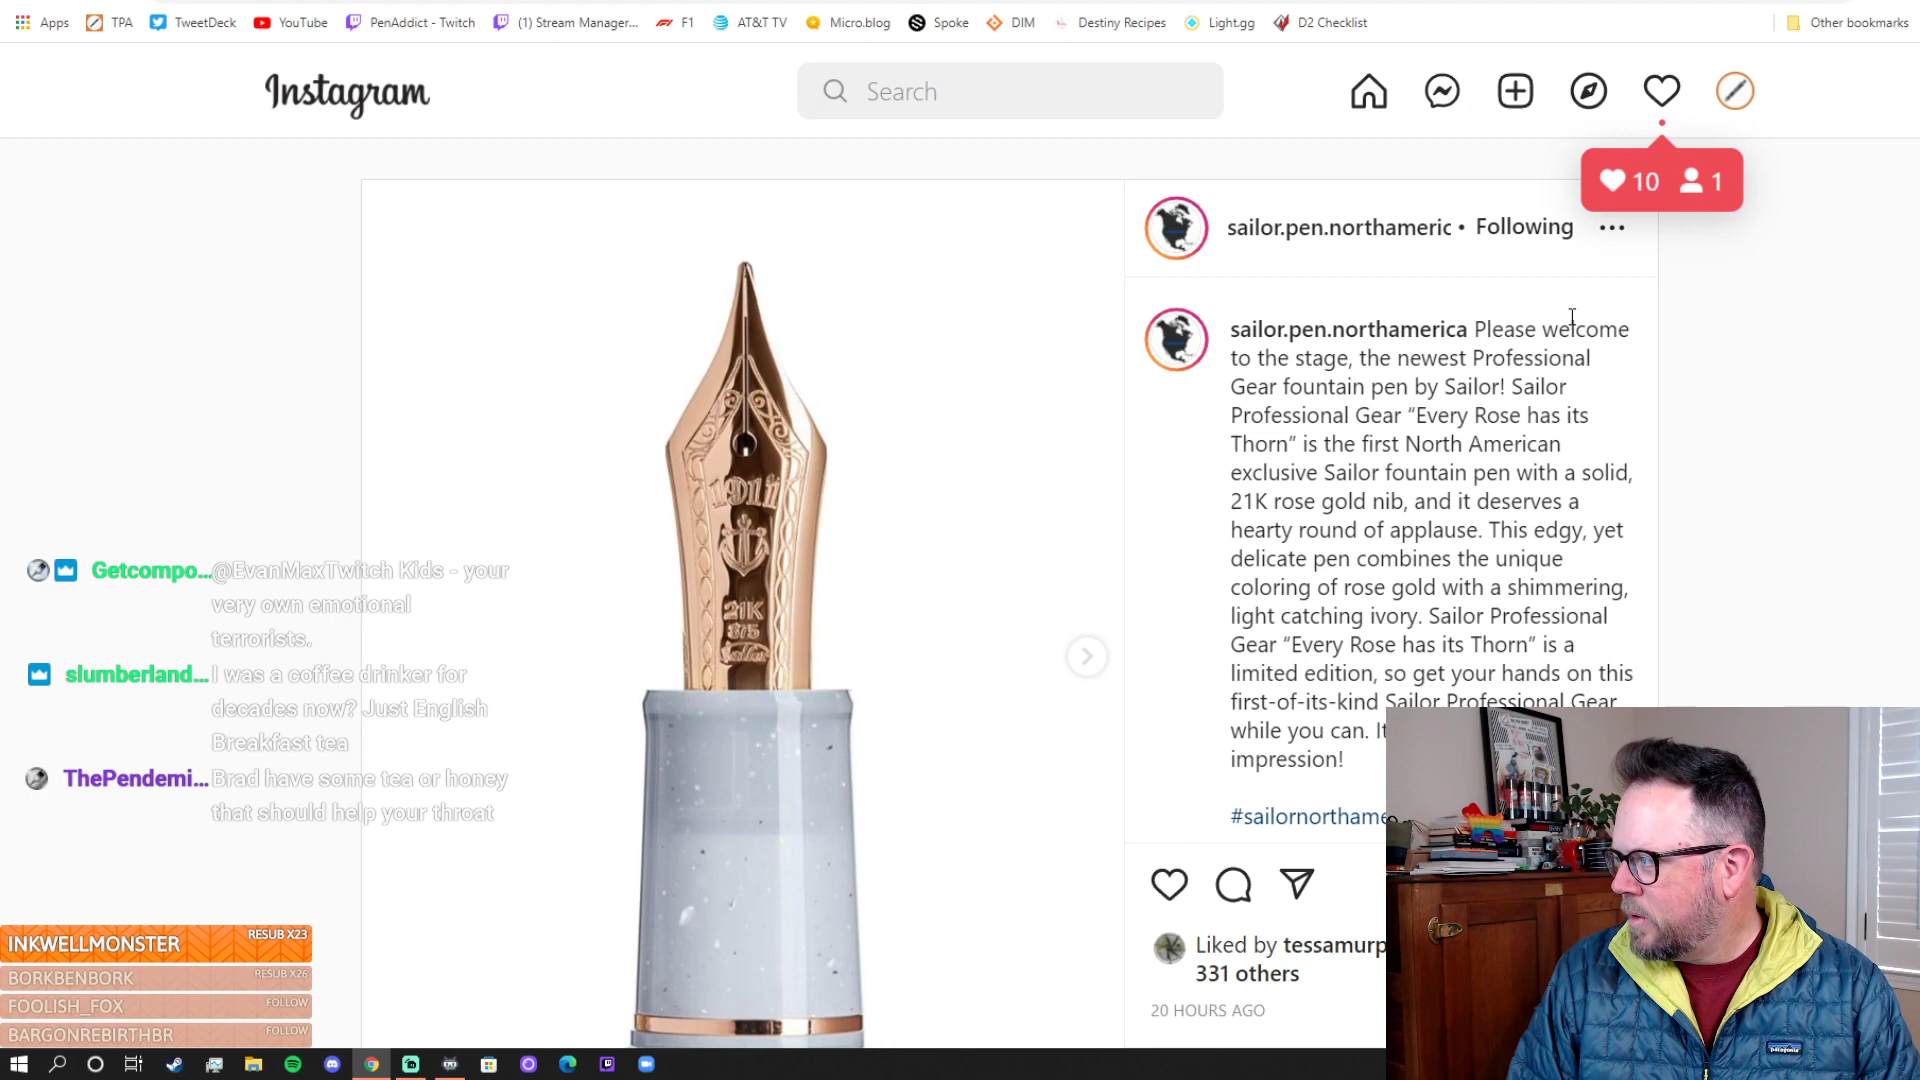 Apps TPA TweetDeck YouTube PenAddict - Twitch (1) Stream Manager... F1 AT&T TV Micro.blog Spoke DIM Destiny Recipes Light.gg D2 Checklist Other bookmarks
Instagram
Search
10 1
sailor.pen.northameric • Following
sailor.pen.northamerica Please welcome
to the stage, the newest Professional
Gear fountain pen by Sailor! Sailor
Professional Gear “Every Rose has its
Thorn” is the first North American
exclusive Sailor fountain pen with a solid,
21K rose gold nib, and it deserves a
hearty round of applause. This edgy, yet
delicate pen combines the unique
coloring of rose gold with a shimmering,
light catching ivory. Sailor Professional
Gear “Every Rose has its Thorn” is a
limited edition, so get your hands on this
first-of-its-kind Sailor Professional Gear
while you can. It
impression!
#sailornorthame
Liked by tessamurp
331 others
20 HOURS AGO
1911
21K
875
Sailor
Getcompo... @EvanMaxTwitch Kids - your
very own emotional
terrorists.
slumberland... I was a coffee drinker for
decades now? Just English
Breakfast tea
ThePendemi... Brad have some tea or honey
that should help your throat
INKWELLMONSTER RESUB X23
BORKBENBORK RESUB X26
FOOLISH_FOX FOLLOW
BARGONREBIRTHBR FOLLOW
patagonia